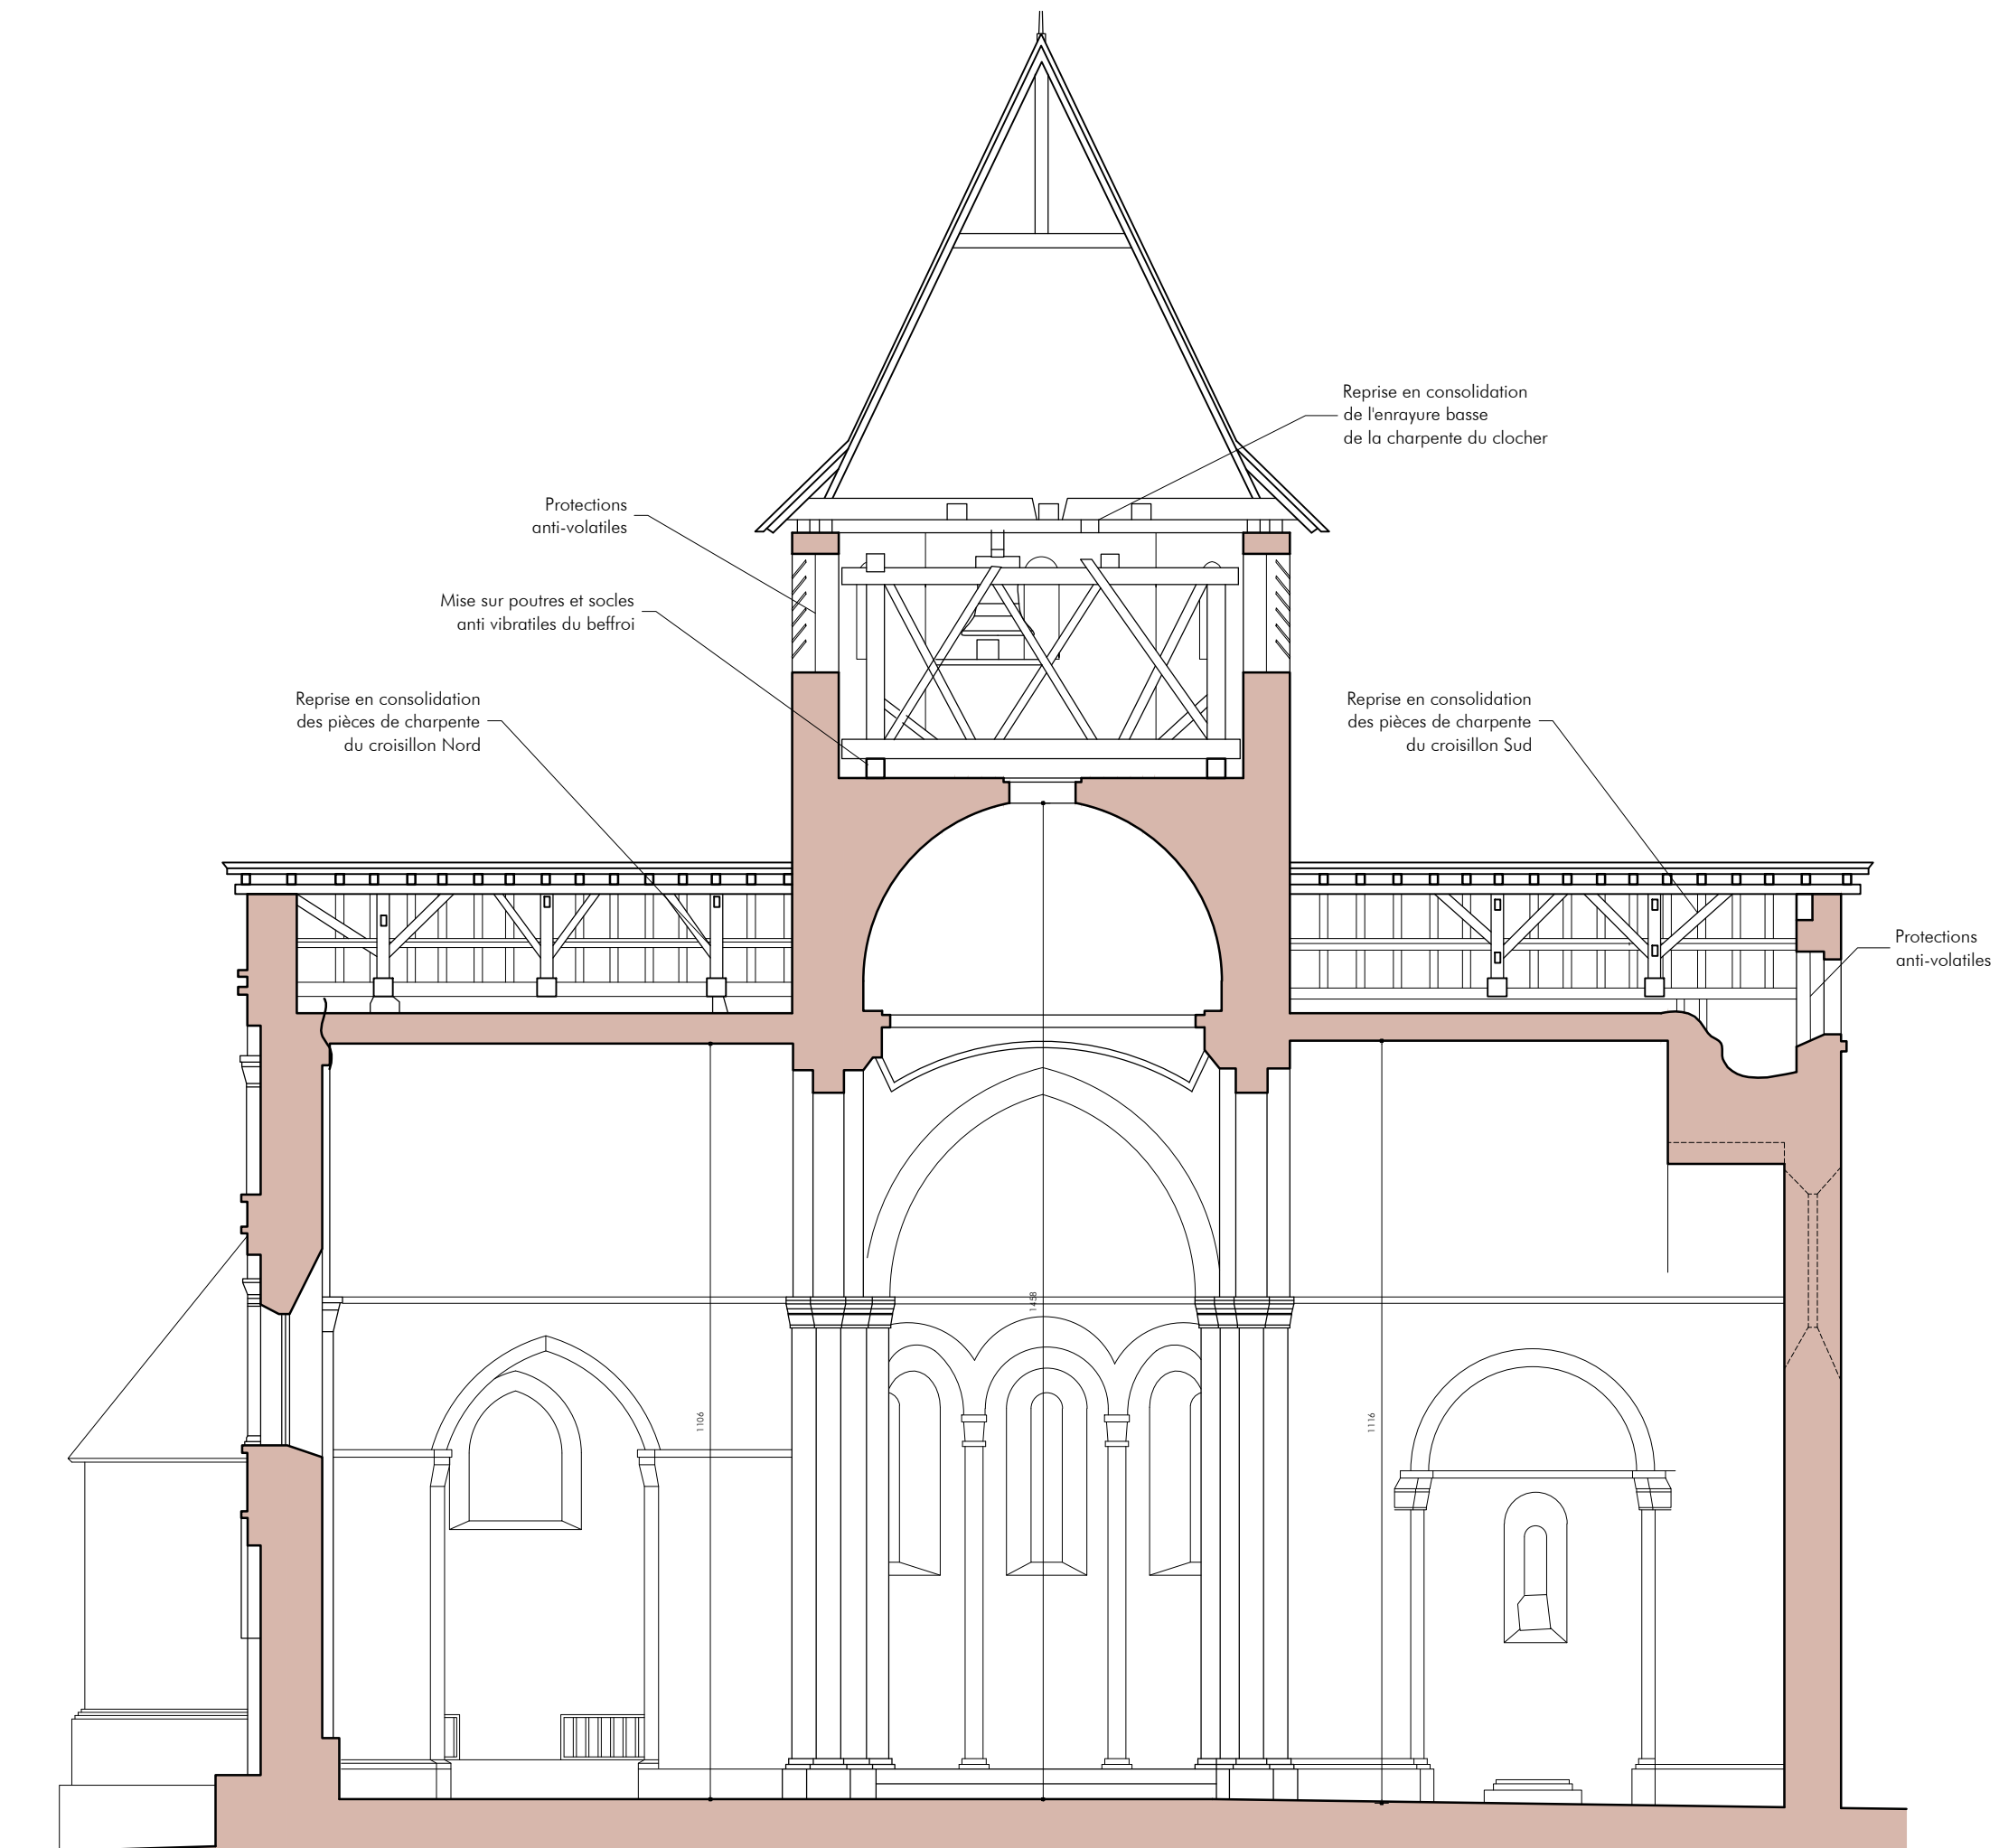 Reprise en consolidation
de l'enrayure basse
de la charpente du clocher
Protections
anti-volatiles
Mise sur poutres et socles
anti vibratiles du beffroi
Reprise en consolidation
des pièces de charpente
du croisillon Nord
Reprise en consolidation
des pièces de charpente
du croisillon Sud
Protections
anti-volatiles
1458
1106
1116